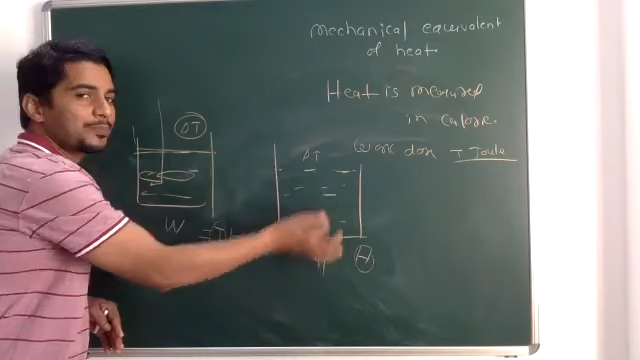 mechanical equivalent
of heat
Heat is measured
in calorie.
Work done J Joule
ΔT
ΔT
W
H